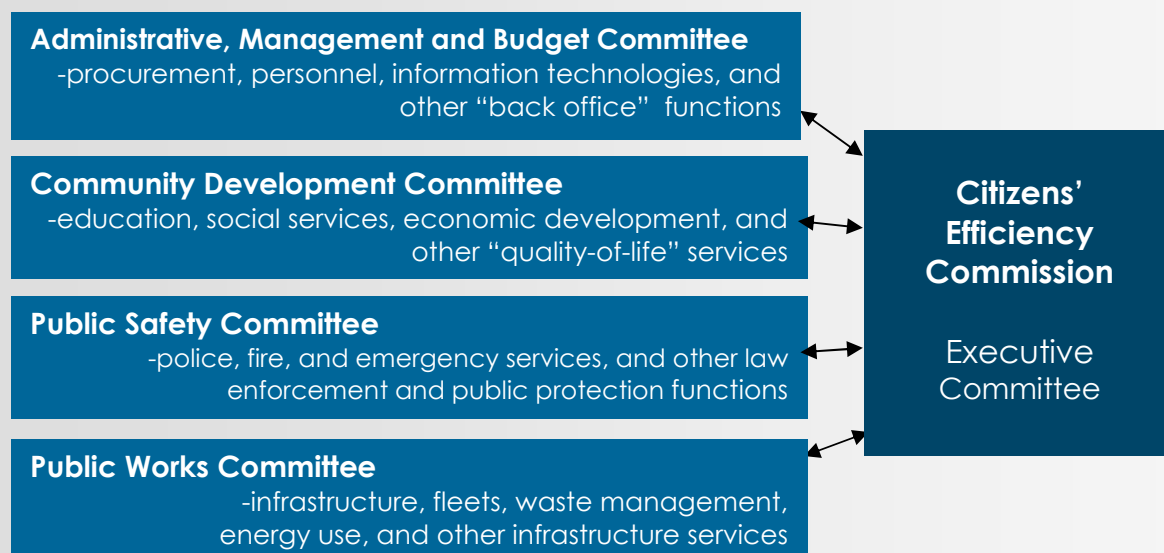 Administrative, Management and Budget Committee
-procurement, personnel, information technologies, and
other “back office”  functions
Community Development Committee
-education, social services, economic development, and
other “quality-of-life” services
Public Safety Committee
-police, fire, and emergency services, and other law
enforcement and public protection functions
Public Works Committee
-infrastructure, fleets, waste management,
energy use, and other infrastructure services
Citizens’
Efficiency
Commission
Executive
Committee